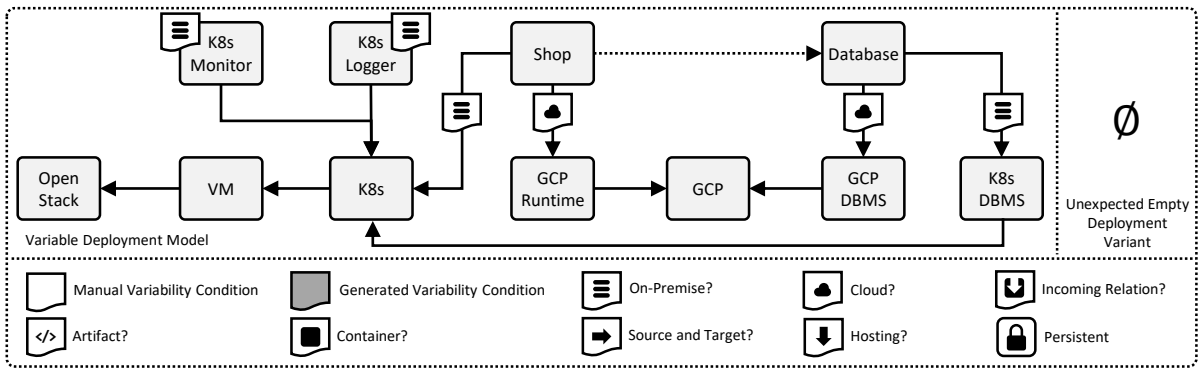 K8s
Monitor
K8s
Logger
Shop
Database
Open
Stack
VM
K8s
GCP
Runtime
GCP
GCP
DBMS
K8s
DBMS
Variable Deployment Model
∅
Unexpected Empty
Deployment
Variant
Manual Variability Condition
Generated Variability Condition
On-Premise?
Cloud?
Incoming Relation?
</> Artifact?
Container?
Source and Target?
Hosting?
Persistent